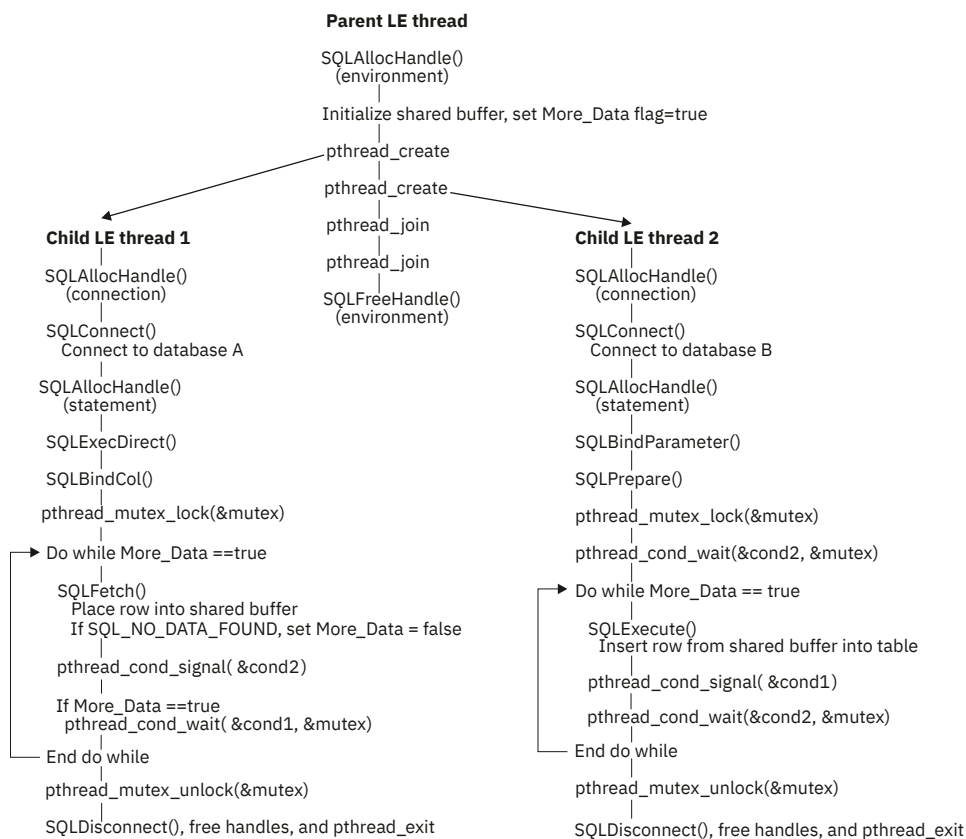 Parent LE thread
SQLAllocHandle()
(environment)
Initialize shared buffer, set More_Data flag=true
pthread_create
pthread_create
pthread_join
pthread_join
SQLFreeHandle()
(environment)
Child LE thread 1
SQLAllocHandle()
(connection)
SQLConnect()
Connect to database A
SQLAllocHandle()
(statement)
SQLExecDirect()
SQLBindCol()
pthread_mutex_lock(&mutex)
Do while More_Data ==true
SQLFetch()
Place row into shared buffer
If SQL_NO_DATA_FOUND, set More_Data = false
pthread_cond_signal( &cond2)
If More_Data ==true
pthread_cond_wait( &cond1, &mutex)
End do while
pthread_mutex_unlock(&mutex)
SQLDisconnect(), free handles, and pthread_exit
Child LE thread 2
SQLAllocHandle()
(connection)
SQLConnect()
Connect to database B
SQLAllocHandle()
(statement)
SQLBindParameter()
SQLPrepare()
pthread_mutex_lock(&mutex)
pthread_cond_wait(&cond2, &mutex)
Do while More_Data == true
SQLExecute()
Insert row from shared buffer into table
pthread_cond_signal( &cond1)
pthread_cond_wait(&cond2, &mutex)
End do while
pthread_mutex_unlock(&mutex)
SQLDisconnect(), free handles, and pthread_exit